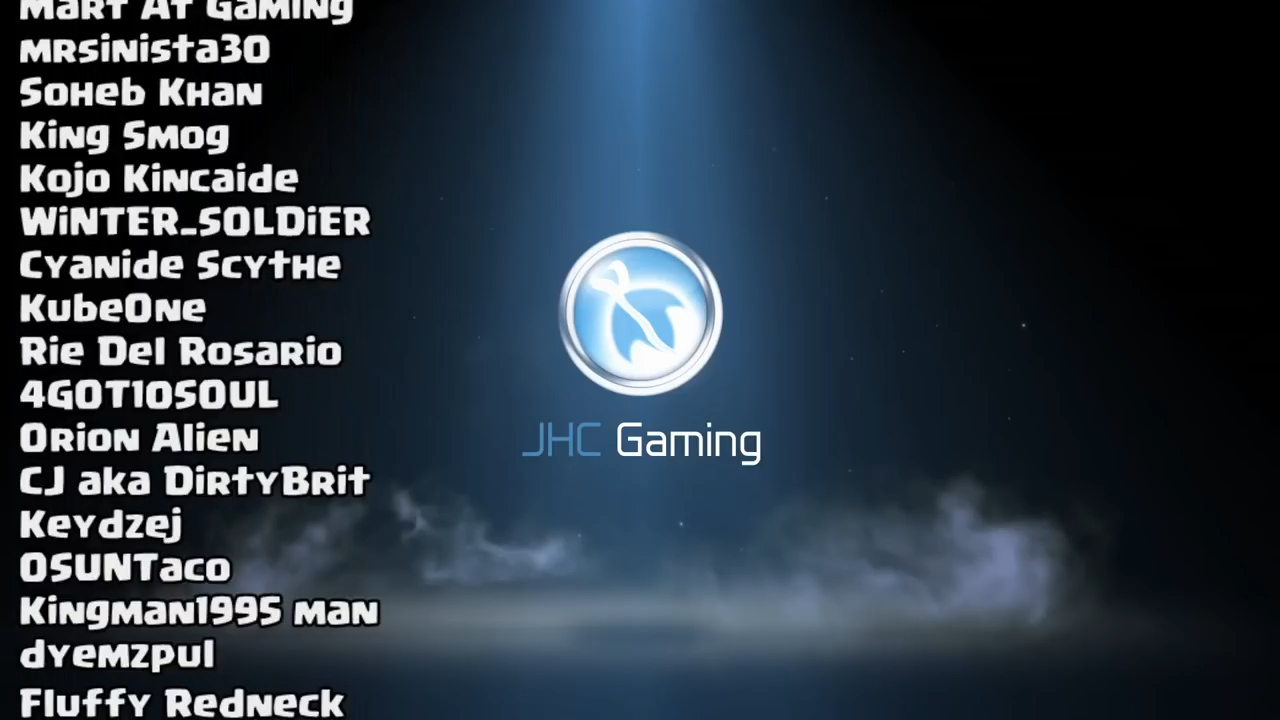 Mart At Gaming
mrsinista30
Soheb Khan
King Smog
Kojo Kincaide
WiNTER_SOLDiER
Cyanide Scythe
KubeOne
Rie Del Rosario
4GOT10SOUL
Orion Alien
CJ aka DirtyBrit
Keydzej
OSUNTaco
Kingman1995 man
dyemzpul
Fluffy Redneck
JHC Gaming